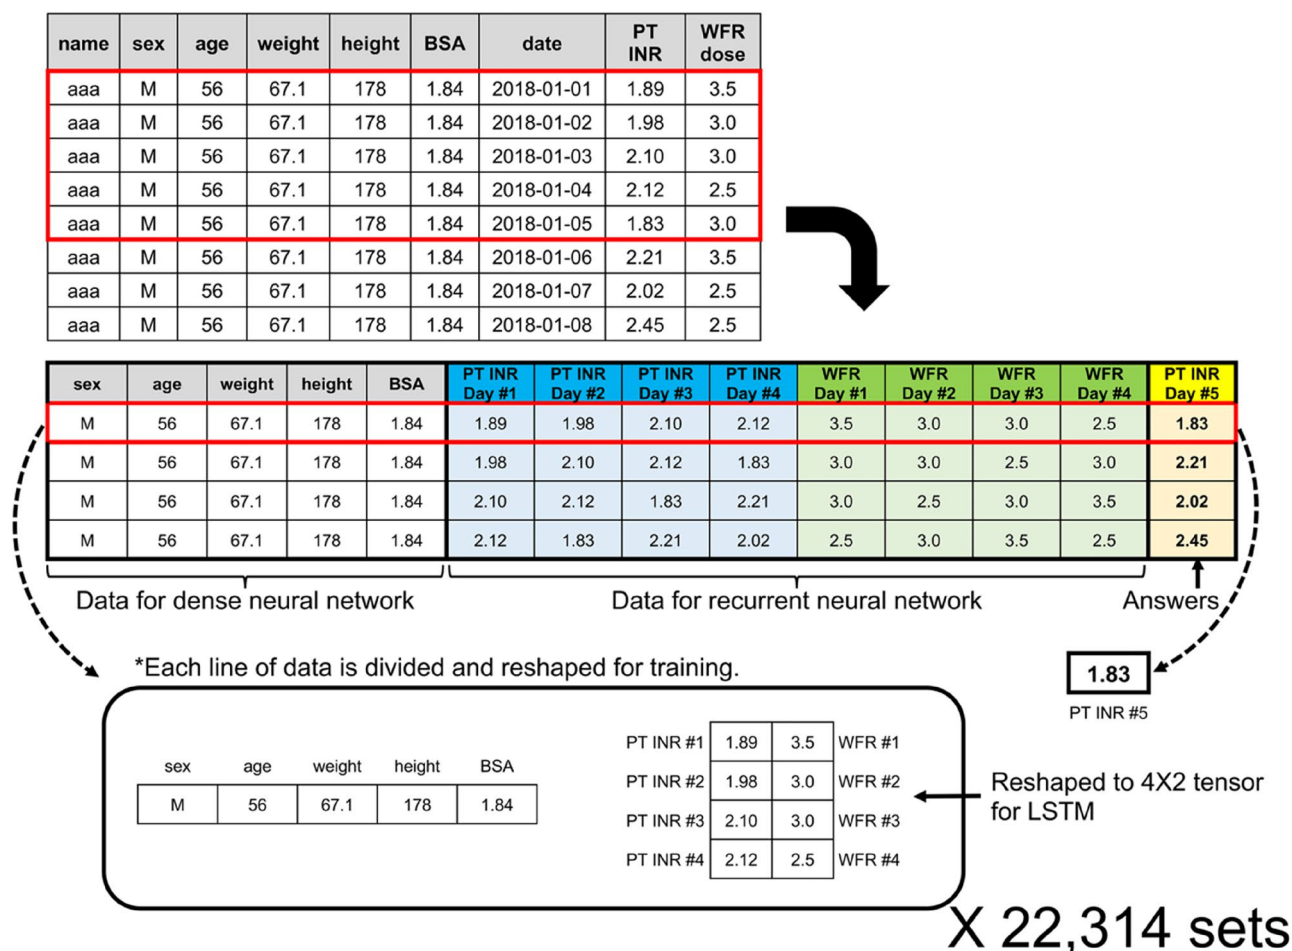 name sex age weight height BSA date PT INR WFR dose
aaa M 56 67.1 178 1.84 2018-01-01 1.89 3.5
aaa M 56 67.1 178 1.84 2018-01-02 1.98 3.0
aaa M 56 67.1 178 1.84 2018-01-03 2.10 3.0
aaa M 56 67.1 178 1.84 2018-01-04 2.12 2.5
aaa M 56 67.1 178 1.84 2018-01-05 1.83 3.0
aaa M 56 67.1 178 1.84 2018-01-06 2.21 3.5
aaa M 56 67.1 178 1.84 2018-01-07 2.02 2.5
aaa M 56 67.1 178 1.84 2018-01-08 2.45 2.5
sex age weight height BSA PT INR Day #1 PT INR Day #2 PT INR Day #3 PT INR Day #4 WFR Day #1 WFR Day #2 WFR Day #3 WFR Day #4 PT INR Day #5
M 56 67.1 178 1.84 1.89 1.98 2.10 2.12 3.5 3.0 3.0 2.5 1.83
M 56 67.1 178 1.84 1.98 2.10 2.12 1.83 3.0 3.0 2.5 3.0 2.21
M 56 67.1 178 1.84 2.10 2.12 1.83 2.21 3.0 2.5 3.0 3.5 2.02
M 56 67.1 178 1.84 2.12 1.83 2.21 2.02 2.5 3.0 3.5 2.5 2.45
Data for dense neural network Data for recurrent neural network Answers
*Each line of data is divided and reshaped for training.
1.83
PT INR #5
sex age weight height BSA
M 56 67.1 178 1.84
PT INR #1 1.89 3.5 WFR #1
PT INR #2 1.98 3.0 WFR #2
PT INR #3 2.10 3.0 WFR #3
PT INR #4 2.12 2.5 WFR #4
Reshaped to 4X2 tensor
for LSTM
X 22,314 sets